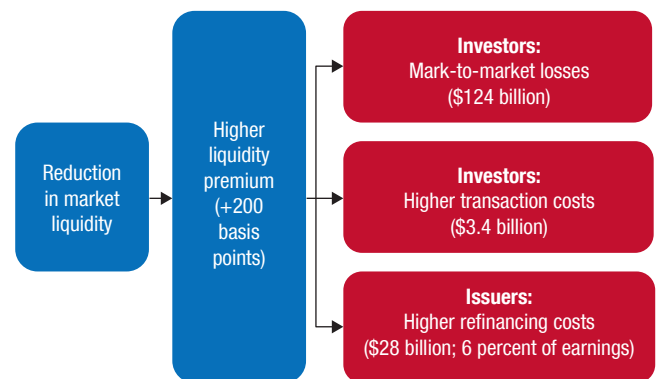 Reduction
in market
liquidity
Higher
liquidity
premium
(+200
basis
points)
Investors:
Mark-to-market losses
($124 billion)
Investors:
Higher transaction costs
($3.4 billion)
Issuers:
Higher refinancing costs
($28 billion; 6 percent of earnings)